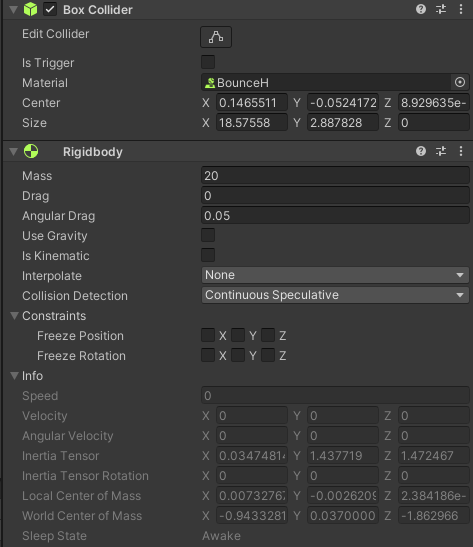 Box Collider
Edit Collider
Is Trigger
Material BounceH
Center X 0.1465511 Y -0.0524172 Z 8.929635e-
Size X 18.57558 Y 2.887828 Z 0
Rigidbody
Mass 20
Drag 0
Angular Drag 0.05
Use Gravity
Is Kinematic
Interpolate None
Collision Detection Continuous Speculative
Constraints
Freeze Position X Y Z
Freeze Rotation X Y Z
Info
Speed 0
Velocity X 0 Y 0 Z 0
Angular Velocity X 0 Y 0 Z 0
Inertia Tensor X 0.03474814 Y 1.437719 Z 1.472467
Inertia Tensor Rotation X 0 Y 0 Z 0
Local Center of Mass X 0.00732767 Y -0.0026209 Z 2.384186e-
World Center of Mass X -0.9433281 Y 0.0370000 Z -1.862966
Sleep State Awake